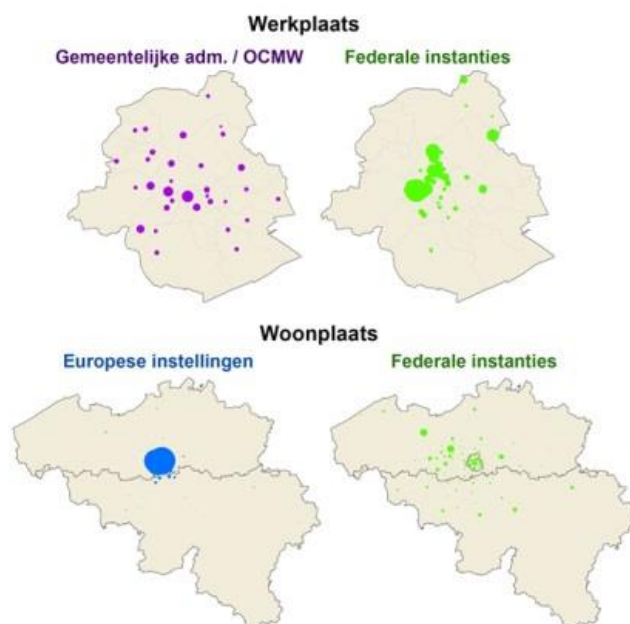 Werkplaats
Gemeentelijke adm. / OCMW
Federale instanties
Woonplaats
Europese instellingen
Federale instanties